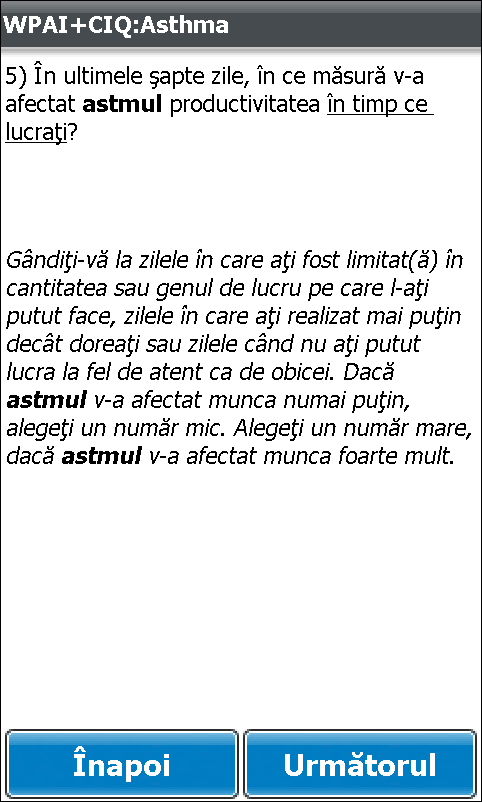 WPAI+CIQ:Asthma
5) În ultimele şapte zile, în ce măsură v-a
afectat astmul productivitatea în timp ce
lucraţi?
Gândiţi-vă la zilele în care aţi fost limitat(ă) în
cantitatea sau genul de lucru pe care l-aţi
putut face, zilele în care aţi realizat mai puţin
decât doreaţi sau zilele când nu aţi putut
lucra la fel de atent ca de obicei. Dacă
astmul v-a afectat munca numai puţin,
alegeţi un număr mic. Alegeţi un număr mare,
dacă astmul v-a afectat munca foarte mult.
Înapoi Următorul